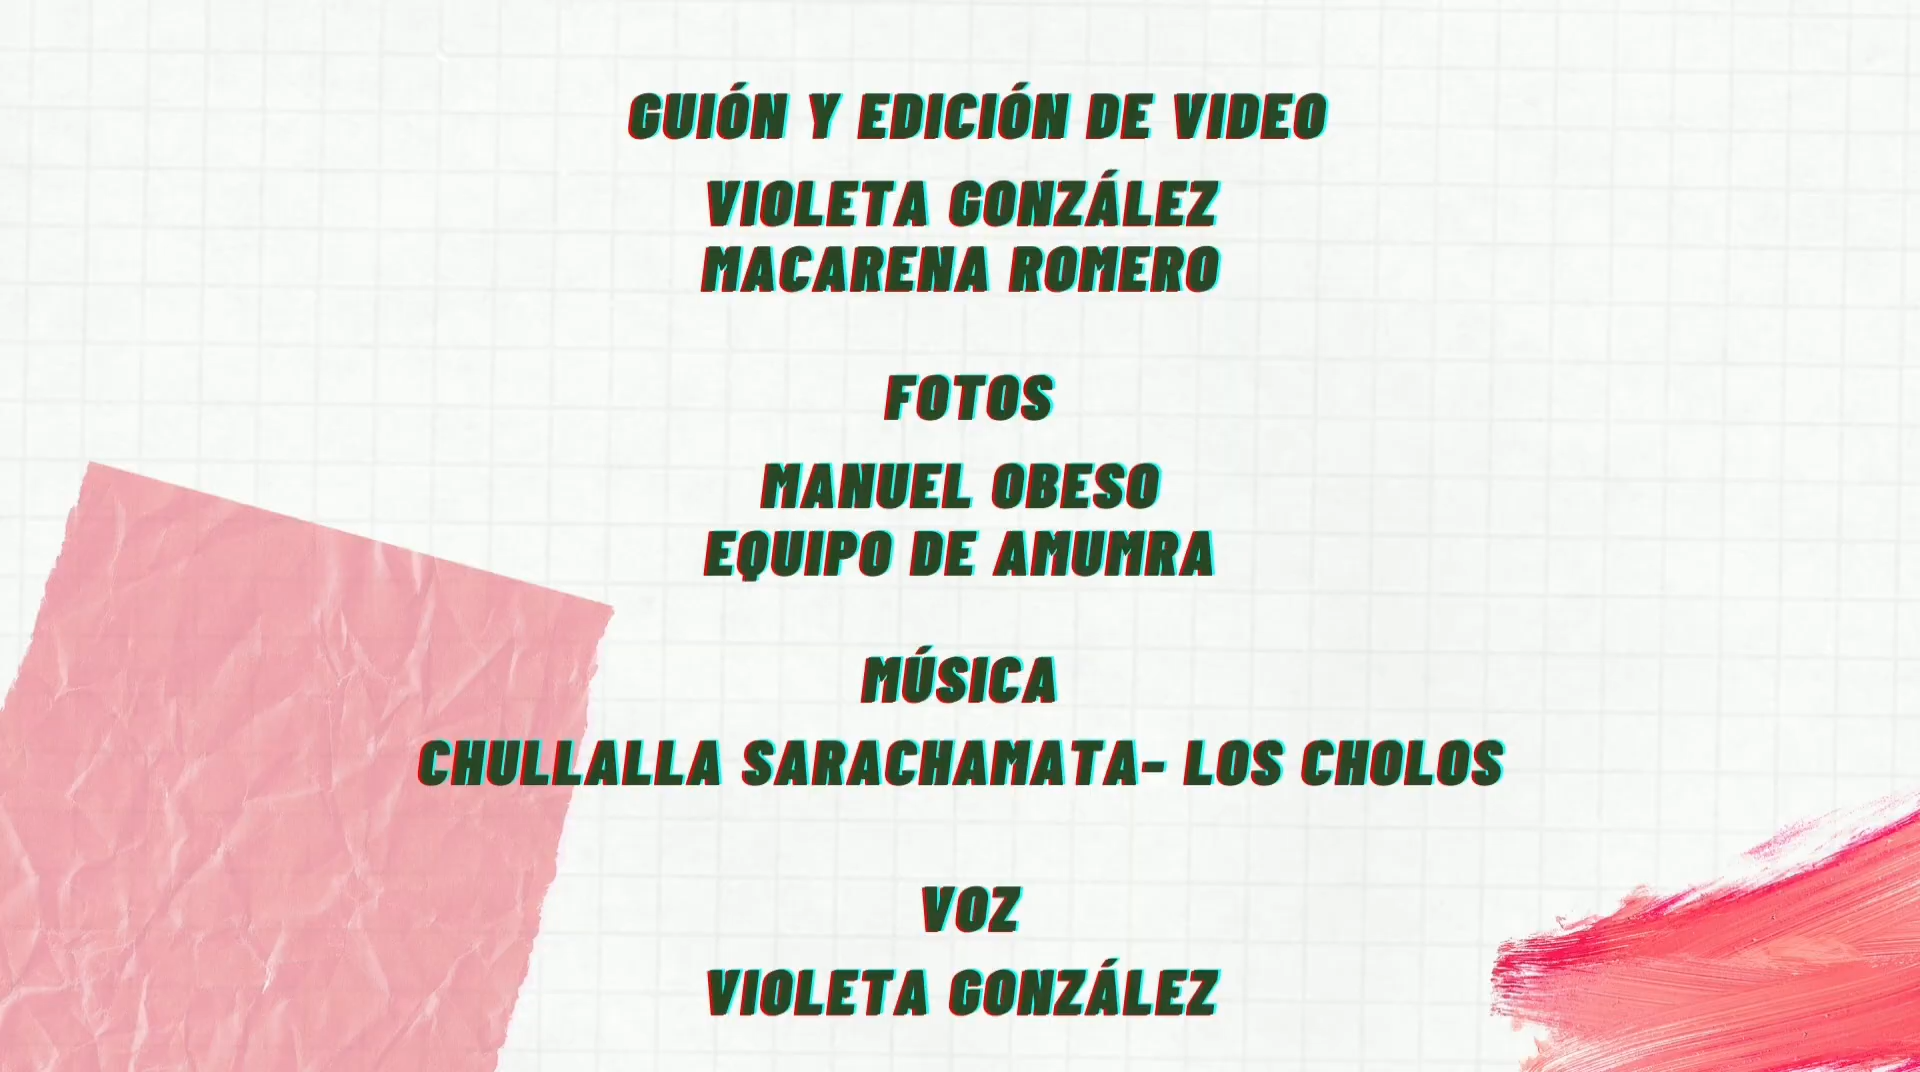 GUIÓN Y EDICIÓN DE VIDEO
VIOLETA GONZÁLEZ
MACARENA ROMERO
FOTOS
MANUEL OBESO
EQUIPO DE AMUMRA
MÚSICA
CHULLALLA SARACHAMATA- LOS CHOLOS
VOZ
VIOLETA GONZÁLEZ